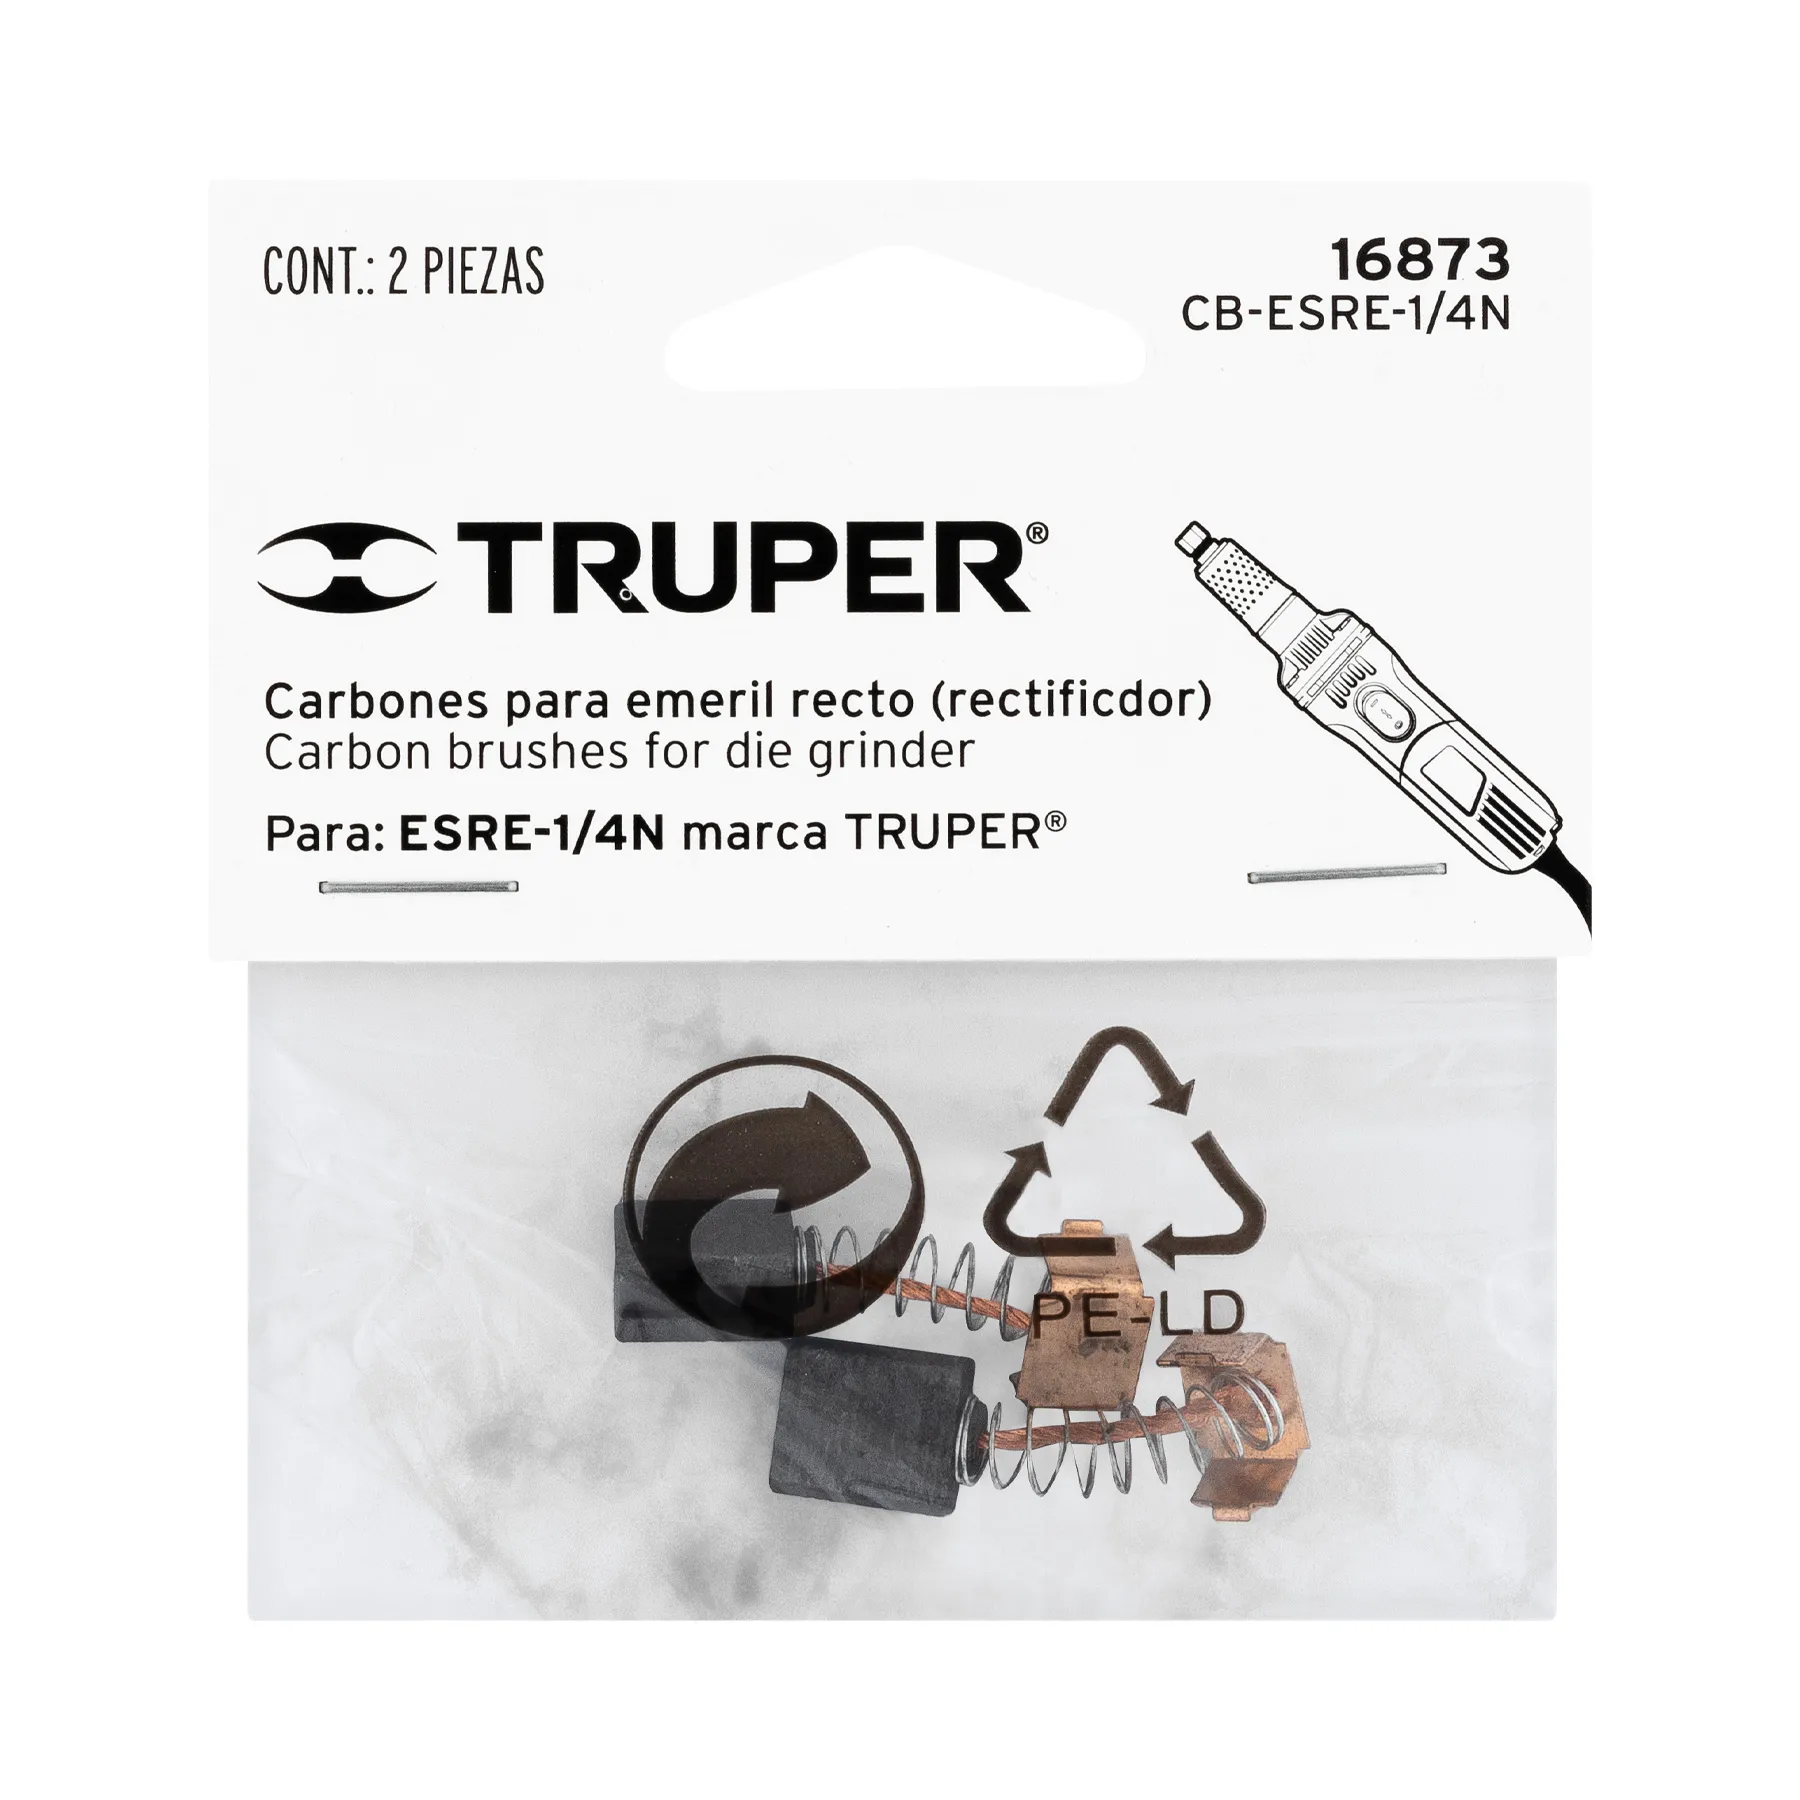 CONT.: 2 PIEZAS
16873
CB-ESRE-1/4N
TRUPER®
Carbones para emeril recto (rectificdor)
Carbon brushes for die grinder
Para: ESRE-1/4N marca TRUPER®
PE-LD